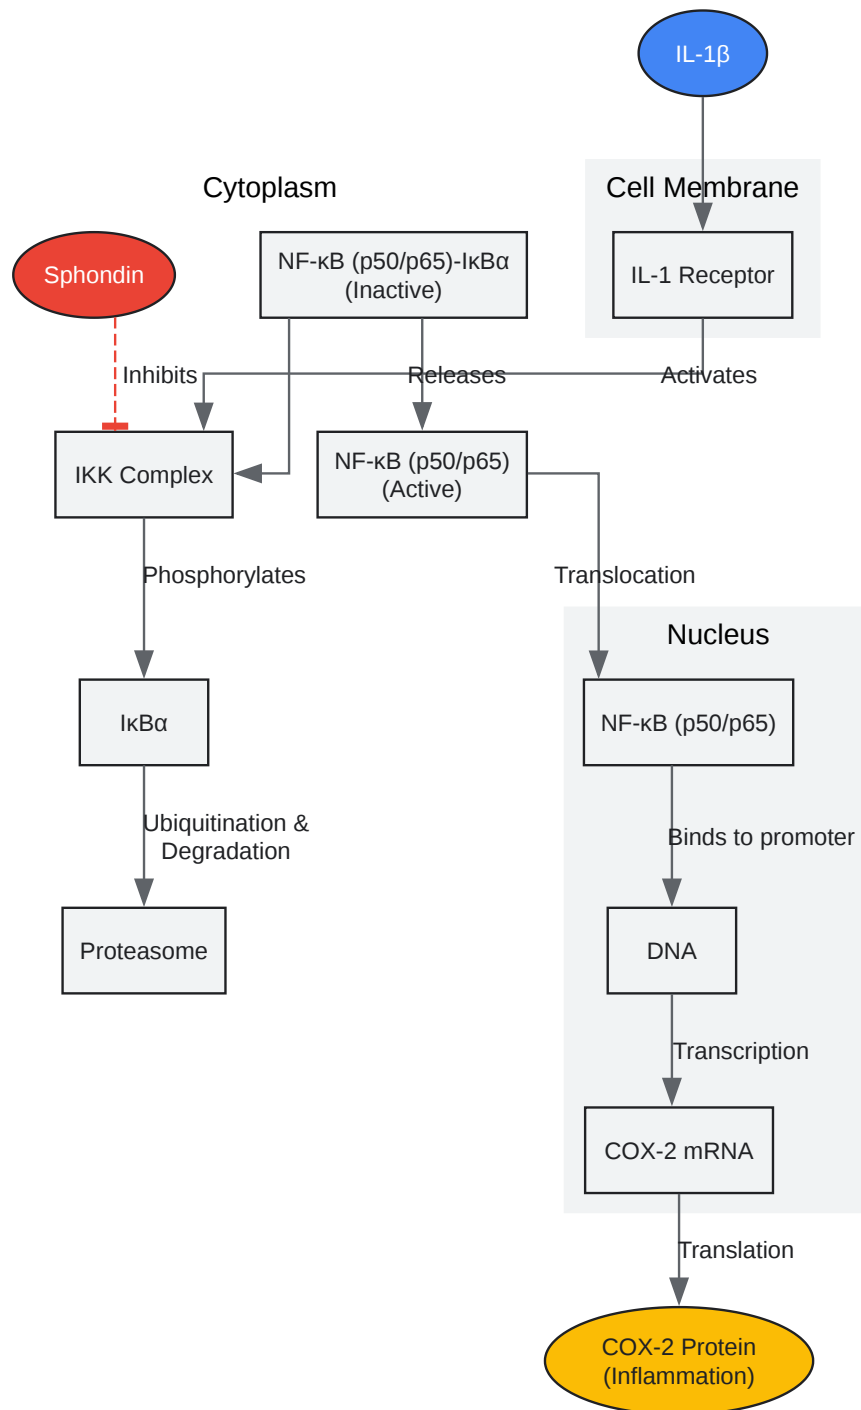 IL-1β
Cytoplasm
Cell Membrane
Sphondin
NF-κB (p50/p65)-IκBα
(Inactive)
IL-1 Receptor
Inhibits
Releases
Activates
IKK Complex
NF-κB (p50/p65)
(Active)
Phosphorylates
Translocation
Nucleus
IκBα
NF-κB (p50/p65)
Ubiquitination &
Degradation
Binds to promoter
Proteasome
DNA
Transcription
COX-2 mRNA
Translation
COX-2 Protein
(Inflammation)